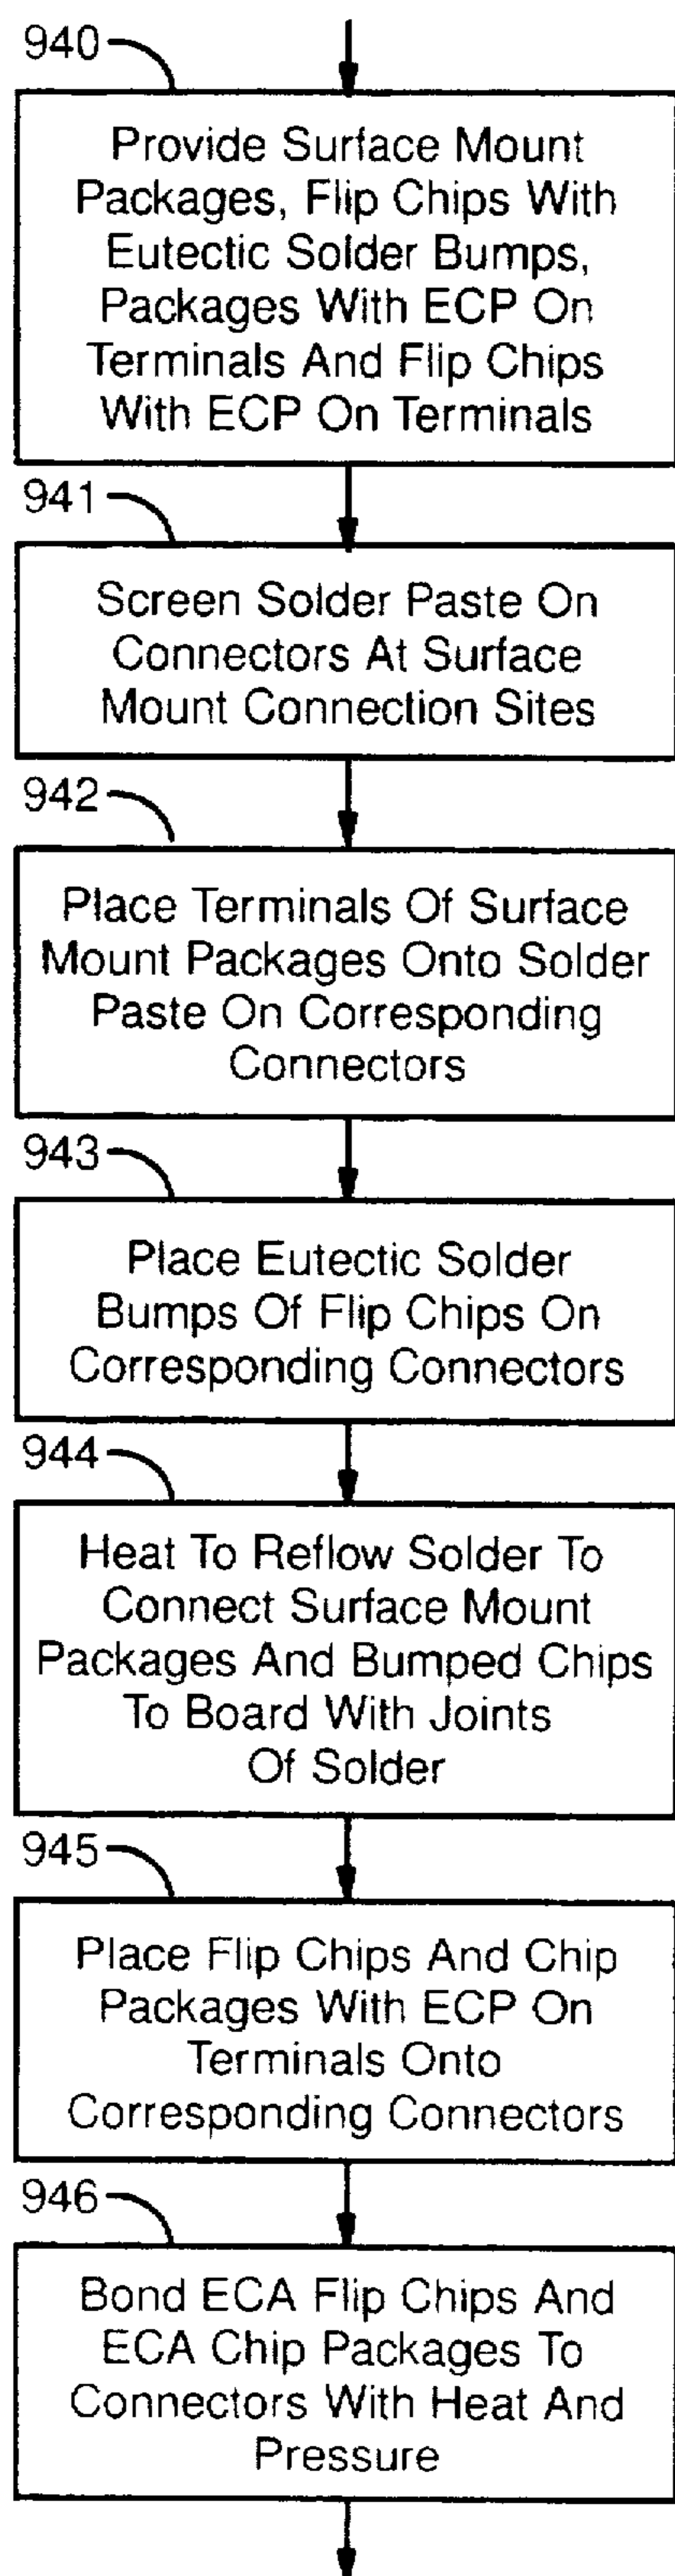 940
Provide Surface Mount
Packages, Flip Chips With
Eutectic Solder Bumps,
Packages With ECP On
Terminals And Flip Chips
With ECP On Terminals
941
Screen Solder Paste On
Connectors At Surface
Mount Connection Sites
942
Place Terminals Of Surface
Mount Packages Onto Solder
Paste On Corresponding
Connectors
943
Place Eutectic Solder
Bumps Of Flip Chips On
Corresponding Connectors
944
Heat To Reflow Solder To
Connect Surface Mount
Packages And Bumped Chips
To Board With Joints
Of Solder
945
Place Flip Chips And Chip
Packages With ECP On
Terminals Onto
Corresponding Connectors
946
Bond ECA Flip Chips And
ECA Chip Packages To
Connectors With Heat And
Pressure